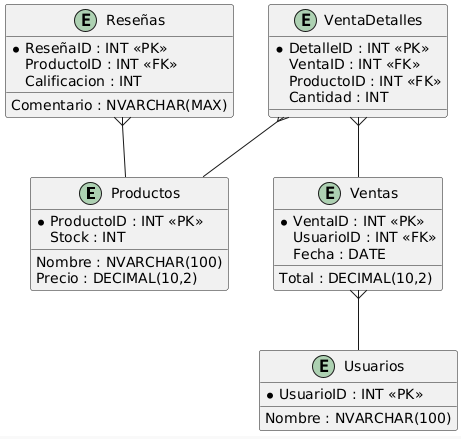 E Reseñas
ReseñaID : INT «PK»
ProductoID : INT «FK»
Calificacion : INT
Comentario : NVARCHAR(MAX)
E VentaDetalles
DetalleID : INT «PK»
VentaID : INT «FK»
ProductoID : INT «FK»
Cantidad : INT
E Productos
ProductoID : INT «PK»
Stock : INT
Nombre : NVARCHAR(100)
Precio : DECIMAL(10,2)
E Ventas
VentaID : INT «PK»
UsuarioID : INT «FK»
Fecha : DATE
Total : DECIMAL(10,2)
E Usuarios
UsuarioID : INT «PK»
Nombre : NVARCHAR(100)